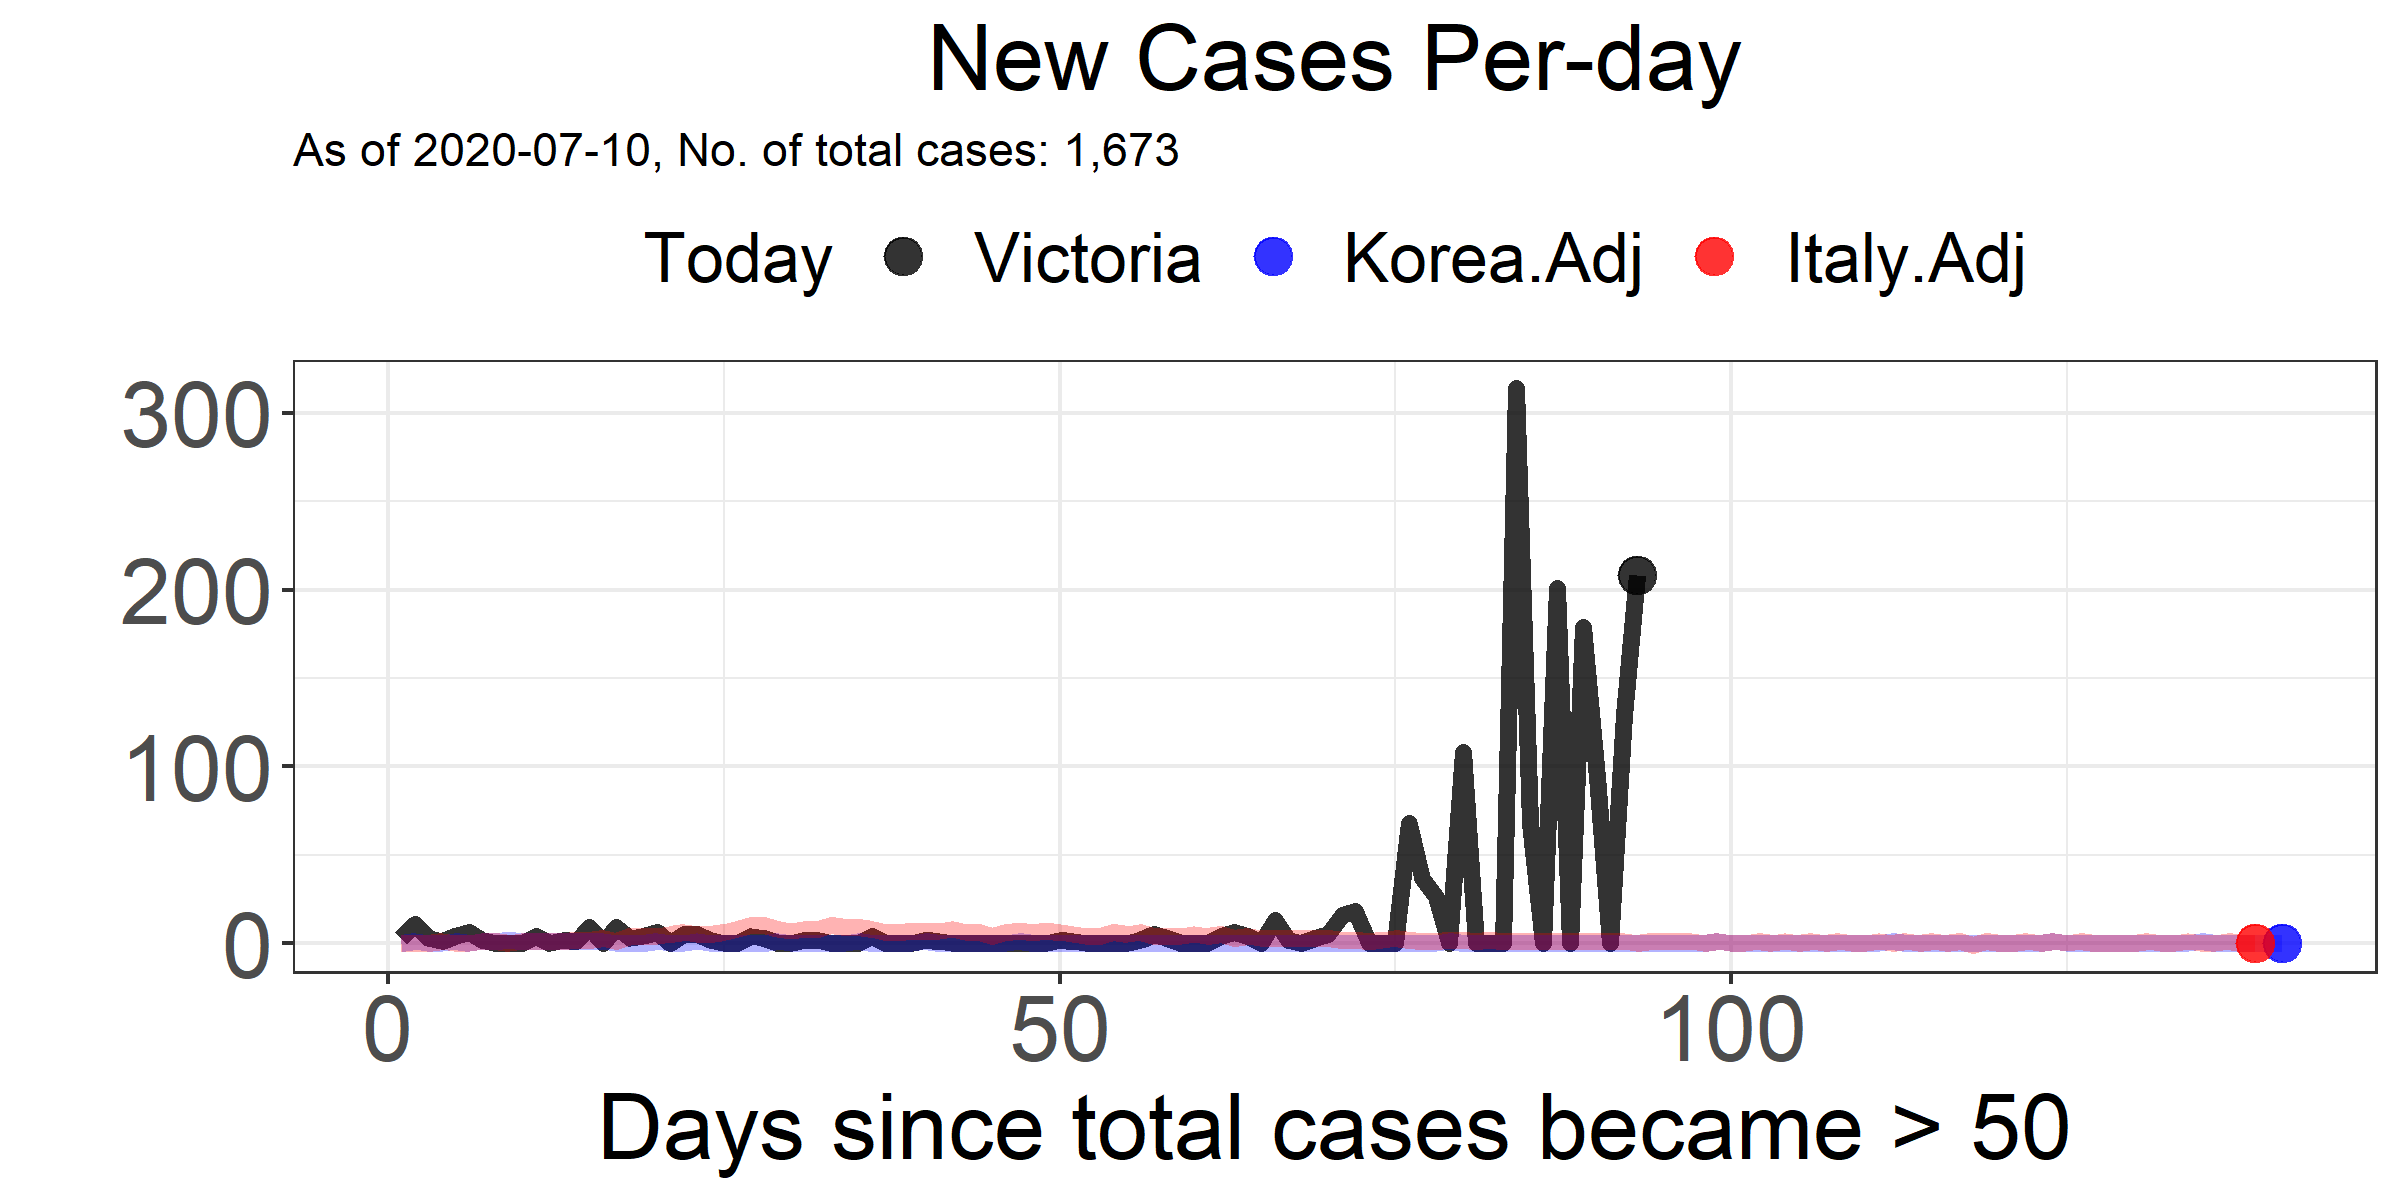 New Cases Per-day
As of 2020-07-10, No. of total cases: 1,673
Today Victoria Korea.Adj Italy.Adj
300
200
100
0
0 50 100
Days since total cases became > 50